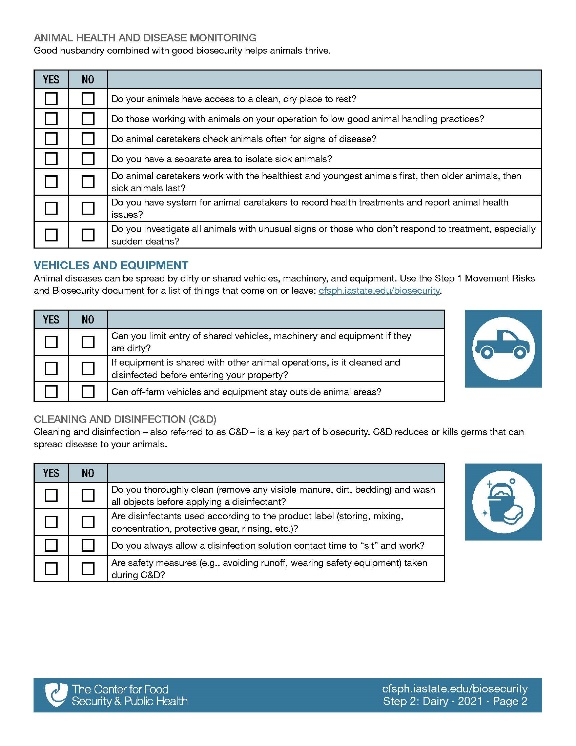 ANIMAL HEALTH AND DISEASE MONITORING
Good husbandry combined with good biosecurity helps animals thrive.
YES NO
Do your animals have access to a clean, dry place to rest?
Do those working with animals on your operation follow good animal handling practices?
Do animal caretakers check animals often for signs of disease?
Do you have a separate area to isolate sick animals?
Do animal caretakers work with the healthiest and youngest animals first, then older animals, then
sick animals last?
Do you have system for animal caretakers to record health treatments and report animal health
issues?
Do you investigate all animals with unusual signs or those who don't respond to treatment, especially
sudden deaths?
VEHICLES AND EQUIPMENT
Animal diseases can be spread by dirty or shared vehicles, machinery, and equipment. Use the Step 1 Movement Risks
and Biosecurity document for a list of things that come on or leave: cfsph.iastate.edu/biosecurity.
YES NO
Can you limit entry of shared vehicles, machinery and equipment if they
are dirty?
If equipment is shared with other animal operations, is it cleaned and
disinfected before entering your property?
Can off-farm vehicles and equipment stay outside animal areas?
CLEANING AND DISINFECTION (C&D)
Cleaning and disinfection – also referred to as C&D – is a key part of biosecurity. C&D reduces or kills germs that can
spread disease to your animals.
YES NO
Do you thoroughly clean (remove any visible manure, dirt, bedding) and wash
all objects before applying a disinfectant?
Are disinfectants used according to the product label (storing, mixing,
concentration, protective gear, rinsing, etc.)?
Do you always allow a disinfection solution contact time to "sit" and work?
Are safety measures (e.g., avoiding runoff, wearing safety equipment) taken
during C&D?
The Center for Food
Security & Public Health
cfsph.iastate.edu/biosecurity
Step 2: Dairy - 2021 - Page 2